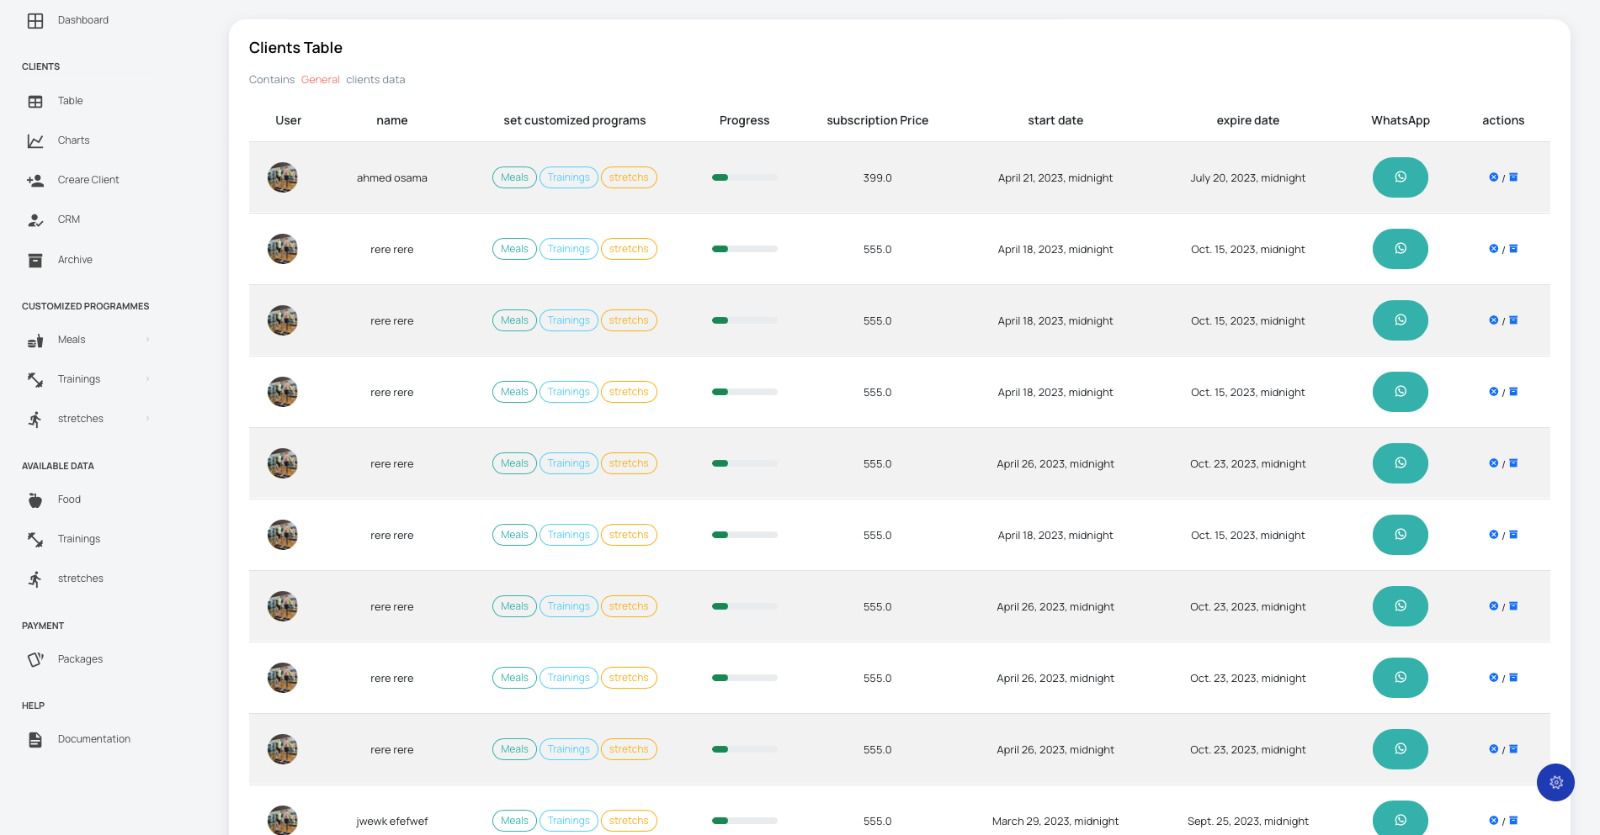 Dashboard
CLIENTS
Table
Charts
Creare Client
CRM
Archive
CUSTOMIZED PROGRAMMES
Meals
Trainings
stretches
AVAILABLE DATA
Food
Trainings
stretches
PAYMENT
Packages
HELP
Documentation
Clients Table
Contains General clients data
User name set customized programs Progress subscription Price start date expire date WhatsApp actions
ahmed osama Meals Trainings stretchs 399.0 April 21, 2023, midnight July 20, 2023, midnight /
rere rere Meals Trainings stretchs 555.0 April 18, 2023, midnight Oct. 15, 2023, midnight /
rere rere Meals Trainings stretchs 555.0 April 18, 2023, midnight Oct. 15, 2023, midnight /
rere rere Meals Trainings stretchs 555.0 April 18, 2023, midnight Oct. 15, 2023, midnight /
rere rere Meals Trainings stretchs 555.0 April 26, 2023, midnight Oct. 23, 2023, midnight /
rere rere Meals Trainings stretchs 555.0 April 18, 2023, midnight Oct. 15, 2023, midnight /
rere rere Meals Trainings stretchs 555.0 April 26, 2023, midnight Oct. 23, 2023, midnight /
rere rere Meals Trainings stretchs 555.0 April 26, 2023, midnight Oct. 23, 2023, midnight /
rere rere Meals Trainings stretchs 555.0 April 26, 2023, midnight Oct. 23, 2023, midnight /
jwewk efefwef Meals Trainings stretchs 555.0 March 29, 2023, midnight Sept. 25, 2023, midnight /